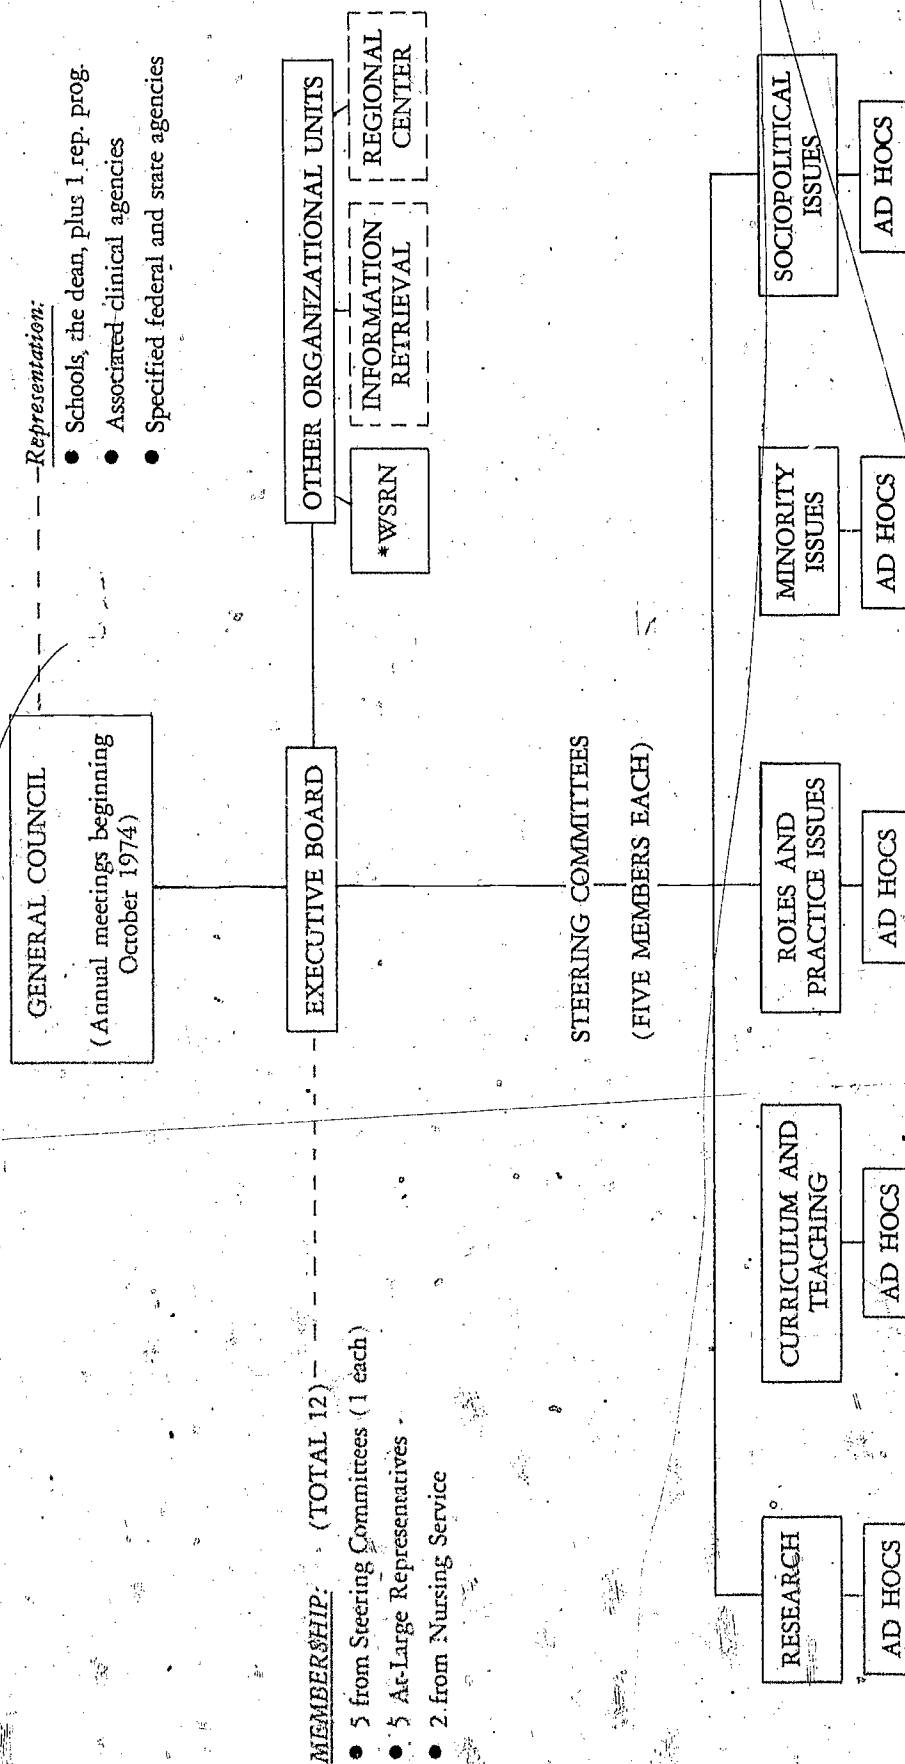 GENERAL COUNCIL
(Annual meetings beginning
October 1974)
Representation:
● Schools, the dean, plus 1 rep. prog.
● Associated clinical agencies
● Specified federal and state agencies
MEMBERSHIP: (TOTAL 12)
● 5 from Steering Committees (1 each)
● 5 At-Large Representatives
● 2 from Nursing Service
EXECUTIVE BOARD
OTHER ORGANIZATIONAL UNITS
*WSRN
INFORMATION
RETRIEVAL
REGIONAL
CENTER
STEERING COMMITTEES
(FIVE MEMBERS EACH)
RESEARCH
AD HOCS
CURRICULUM AND
TEACHING
AD HOCS
ROLES AND
PRACTICE ISSUES
AD HOCS
MINORITY
ISSUES
AD HOCS
SOCIOPOLITICAL
ISSUES
AD HOCS